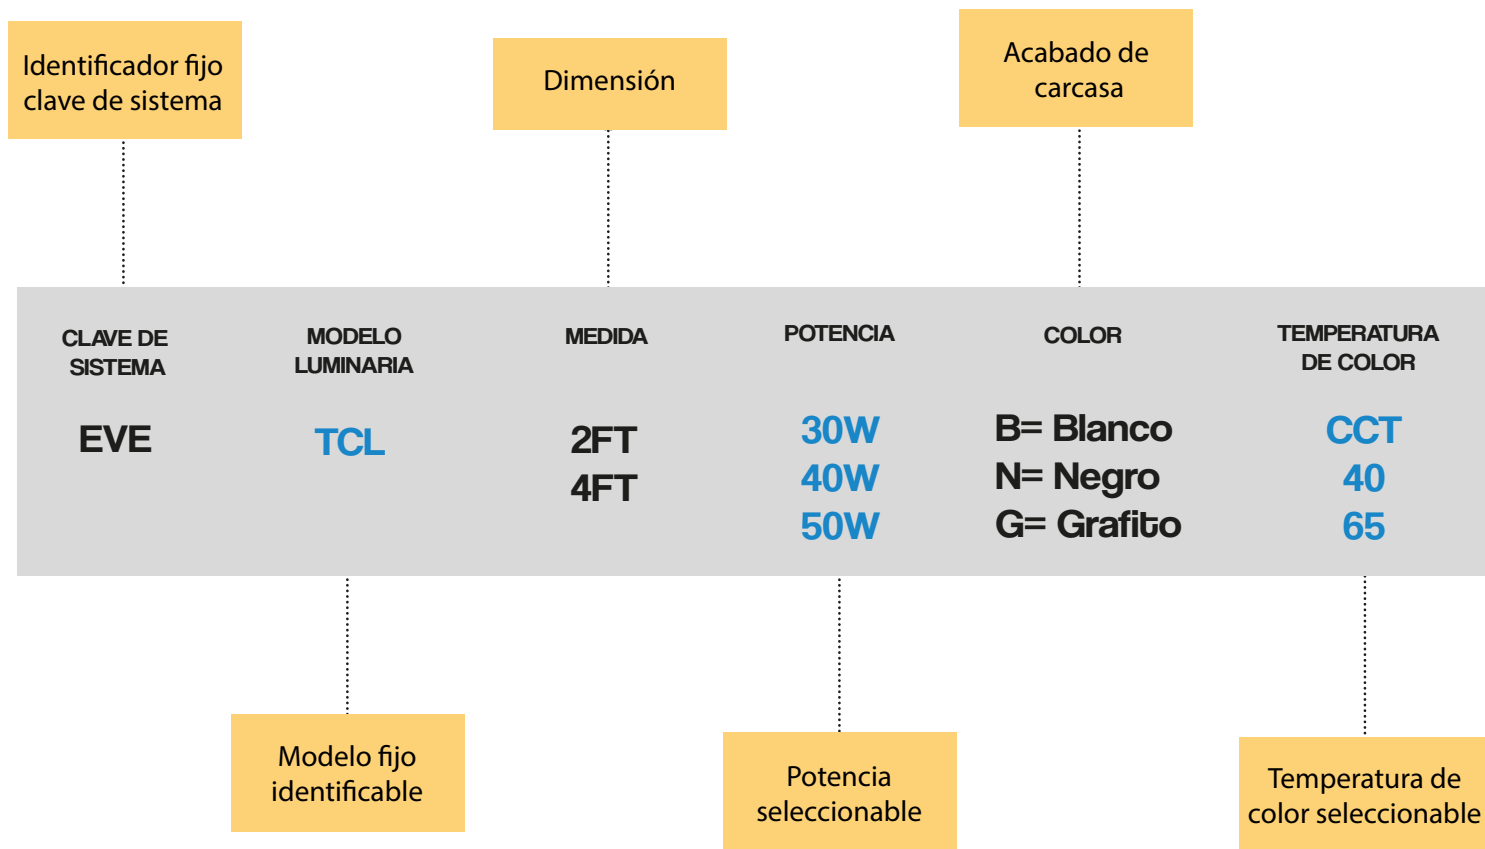 Identificador fijo
clave de sistema
Dimensión
Acabado de
carcasa
CLAVE DE
SISTEMA
MODELO
LUMINARIA
MEDIDA
POTENCIA
COLOR
TEMPERATURA
DE COLOR
EVE
TCL
2FT
4FT
30W
40W
50W
B= Blanco
N= Negro
G= Grafito
CCT
40
65
Modelo fijo
identificable
Potencia
seleccionable
Temperatura de
color seleccionable